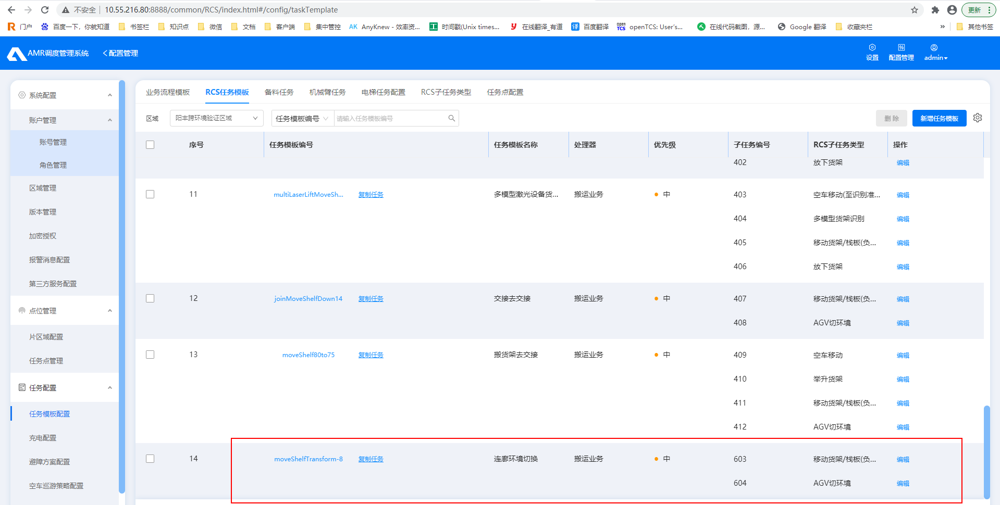 不安全 10.55.216.80:8888/common/RCS/index.html#/config/taskTemplate 更新
门户 百度一下，你就知道 书签栏 知识点 微信 文档 客户端 集中管控 AK AnyKnew - 效率资... 工 时间戳(Unix times... y 在线翻译_有道 译 百度翻译 open TCS openTCS: User's... 在线代码截图，源... Google 翻译 收藏夹栏 » 其他书签
AMR调度管理系统 配置管理 设置 配置管理 admin
系统配置
账户管理
账号管理
角色管理
区域管理
版本管理
加密授权
报警消息配置
第三方服务配置
点位管理
片区域配置
任务点管理
任务配置
任务模板配置
充电配置
避障方案配置
空车巡游策略配置
业务流程模板 RCS任务模板 备料任务 机械臂任务 电梯任务配置 RCS子任务类型 任务点配置
区域 阳丰跨环境验证区域 任务模板编号 请输入任务模板编号 删 除 新增任务模板
序号 任务模板编号 任务模板名称 处理器 优先级 子任务编号 RCS子任务类型 操作
402 放下货架 编辑
11 multiLaserLiftMoveSh... 复制任务 多模型激光设备货... 搬运业务 中 403 空车移动(至识别准... 编辑
404 多模型货架识别 编辑
405 移动货架/栈板(负... 编辑
406 放下货架 编辑
12 joinMoveShelfDown14 复制任务 交接去交接 搬运业务 中 407 移动货架/栈板(负... 编辑
408 AGV切环境 编辑
13 moveShelf80to75 复制任务 搬货架去交接 搬运业务 中 409 空车移动 编辑
410 举升货架 编辑
411 移动货架/栈板(负... 编辑
412 AGV切环境 编辑
14 moveShelfTransform-8 复制任务 连廊环境切换 搬运业务 中 603 移动货架/栈板(负... 编辑
604 AGV切环境 编辑